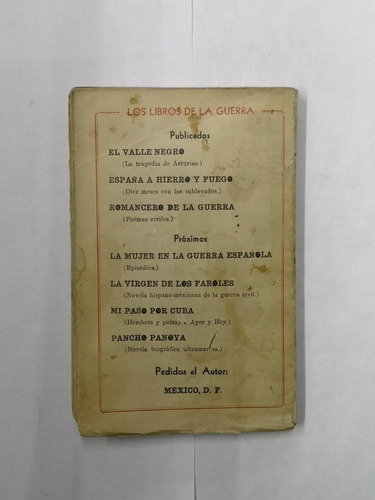 LOS LIBROS DE LA GUERRA
Publicados
EL VALLE NEGRO
(La tragedia de Asturias.)
ESPAÑA A HIERRO Y FUEGO
(Diez meses con los sublevados.)
ROMANCERO DE LA GUERRA
(Poemas civiles.)
Próximos
LA MUJER EN LA GUERRA ESPAÑOLA
(Episódica.)
LA VIRGEN DE LOS FAROLES
(Novela hispano-mexicana de la guerra civil.)
MI PASO POR CUBA
(Hombres y Ayer y Hoy.)
PANCHO PANOYA
(Novela biográfica ultramarina.)
Pedidos al Autor:
MEXICO, D. F.